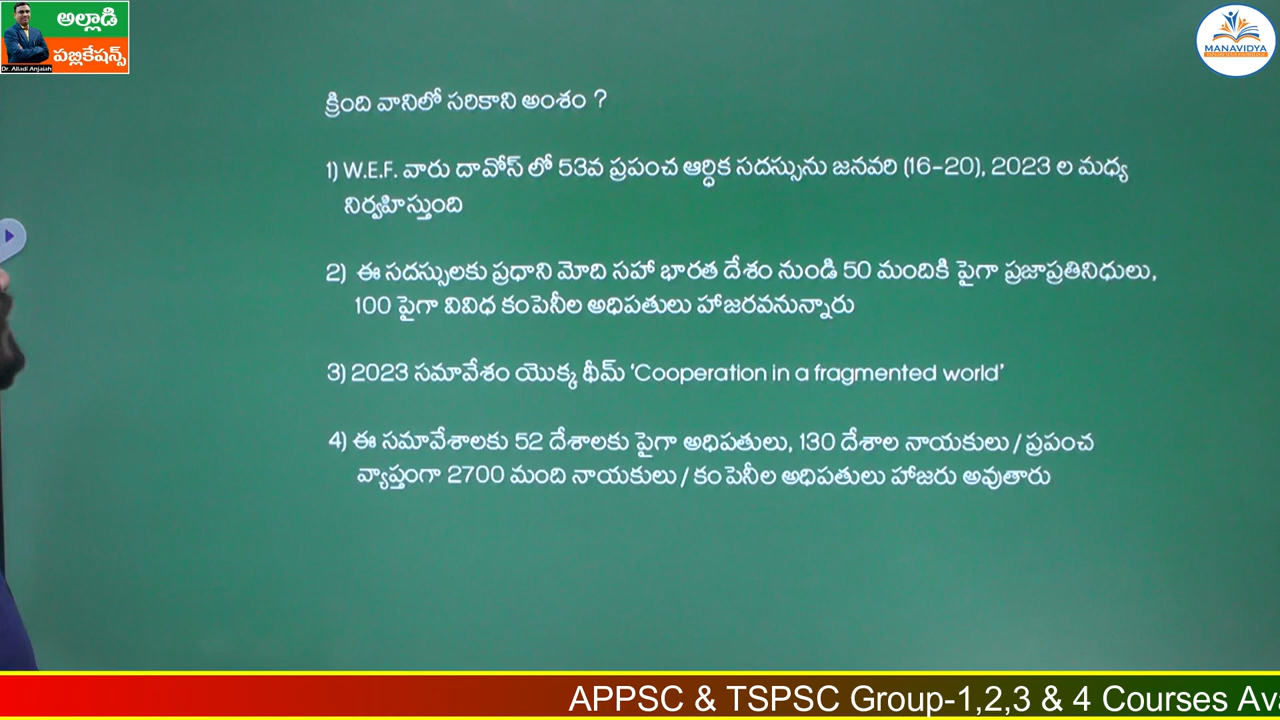 అల్లాడి
పబ్లికేషన్స్
Dr. Alladi Anjaiah
MANAVIDYA
క్రింది వానిలో సరికాని అంశం ?
1) W.E.F. వారు దావోస్ లో 53వ ప్రపంచ ఆర్థిక సదస్సును జనవరి (16-20), 2023 ల మధ్య
నిర్వహిస్తుంది
2) ఈ సదస్సులకు ప్రధాని మోది సహా భారత దేశం నుండి 50 మందికి పైగా ప్రజాప్రతినిధులు,
100 పైగా వివిధ కంపెనీల అధిపతులు హాజరవనున్నారు
3) 2023 సమావేశం యొక్క థీమ్ ‘Cooperation in a fragmented world’
4) ఈ సమావేశాలకు 52 దేశాలకు పైగా అధిపతులు, 130 దేశాల నాయకులు / ప్రపంచ
వ్యాప్తంగా 2700 మంది నాయకులు / కంపెనీల అధిపతులు హాజరు అవుతారు
APPSC & TSPSC Group-1,2,3 & 4 Courses Ava